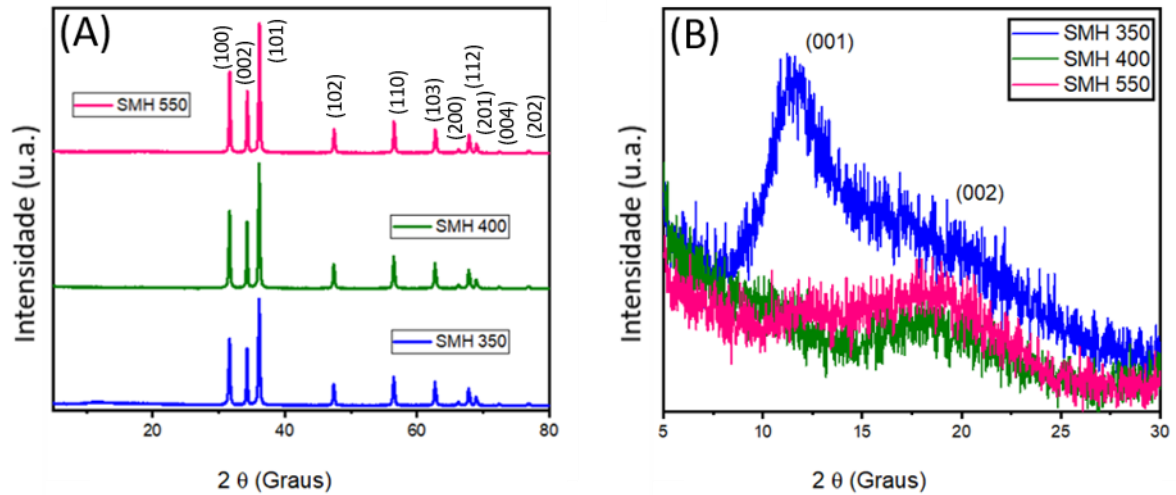 (A)
(100)
(002)
(101)
(102)
(110)
(103)
(200)
(112)
(201)
(004)
(202)
SMH 550
SMH 400
SMH 350
Intensidade (u.a.)
20
40
60
80
2 θ (Graus)
(B)
(001)
(002)
SMH 350
SMH 400
SMH 550
Intensidade (u.a.)
5
10
15
20
25
30
2 θ (Graus)